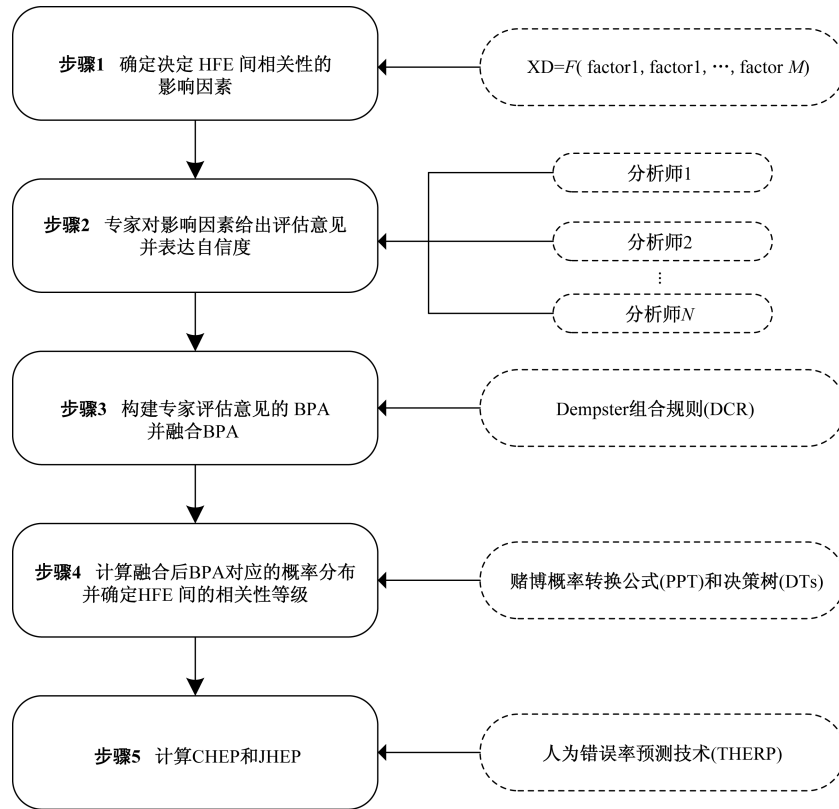 步骤1 确定决定 HFE 间相关性的
影响因素
XD=F( factor1, factor1, ⋯, factor M)
步骤2 专家对影响因素给出评估意见
并表达自信度
分析师1
分析师2
⋮
分析师N
步骤3 构建专家评估意见的 BPA
并融合BPA
Dempster组合规则(DCR)
步骤4 计算融合后BPA对应的概率分布
并确定HFE 间的相关性等级
赌博概率转换公式(PPT)和决策树(DTs)
步骤5 计算CHEP和JHEP
人为错误率预测技术(THERP)